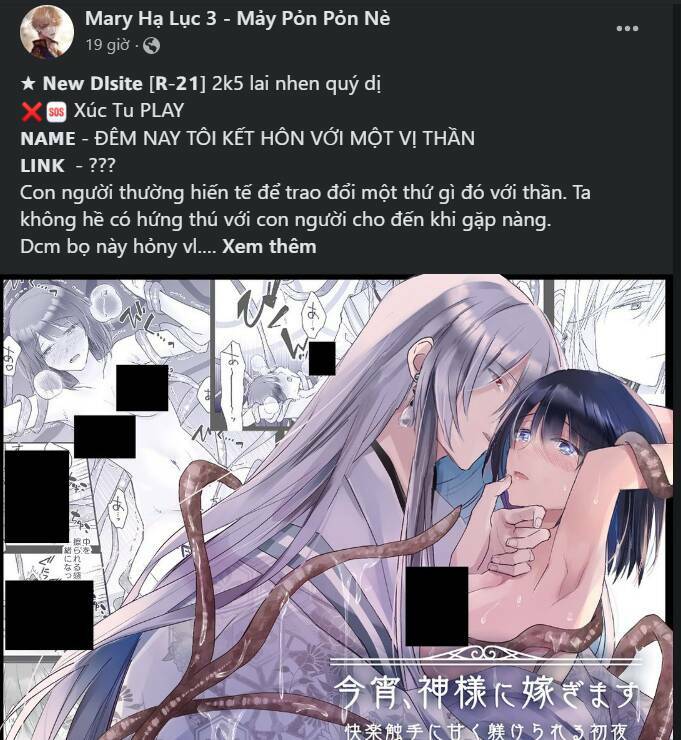 Mary Hạ Lục 3 - Mảy Pỏn Pỏn Nè
19 giờ ·
★ New Dlsite [R-21] 2k5 lai nhen quý dị
❌🆘 Xúc Tu PLAY
NAME - ĐÊM NAY TÔI KẾT HÔN VỚI MỘT VỊ THẦN
LINK - ???
Con người thường hiến tế để trao đổi một thứ gì đó với thần. Ta
không hề có hứng thú với con người cho đến khi gặp nàng.
Dcm bọ này hỏny vl.... Xem thêm
今宵、神様に嫁ぎます
快楽触手に甘く躾けられる初夜